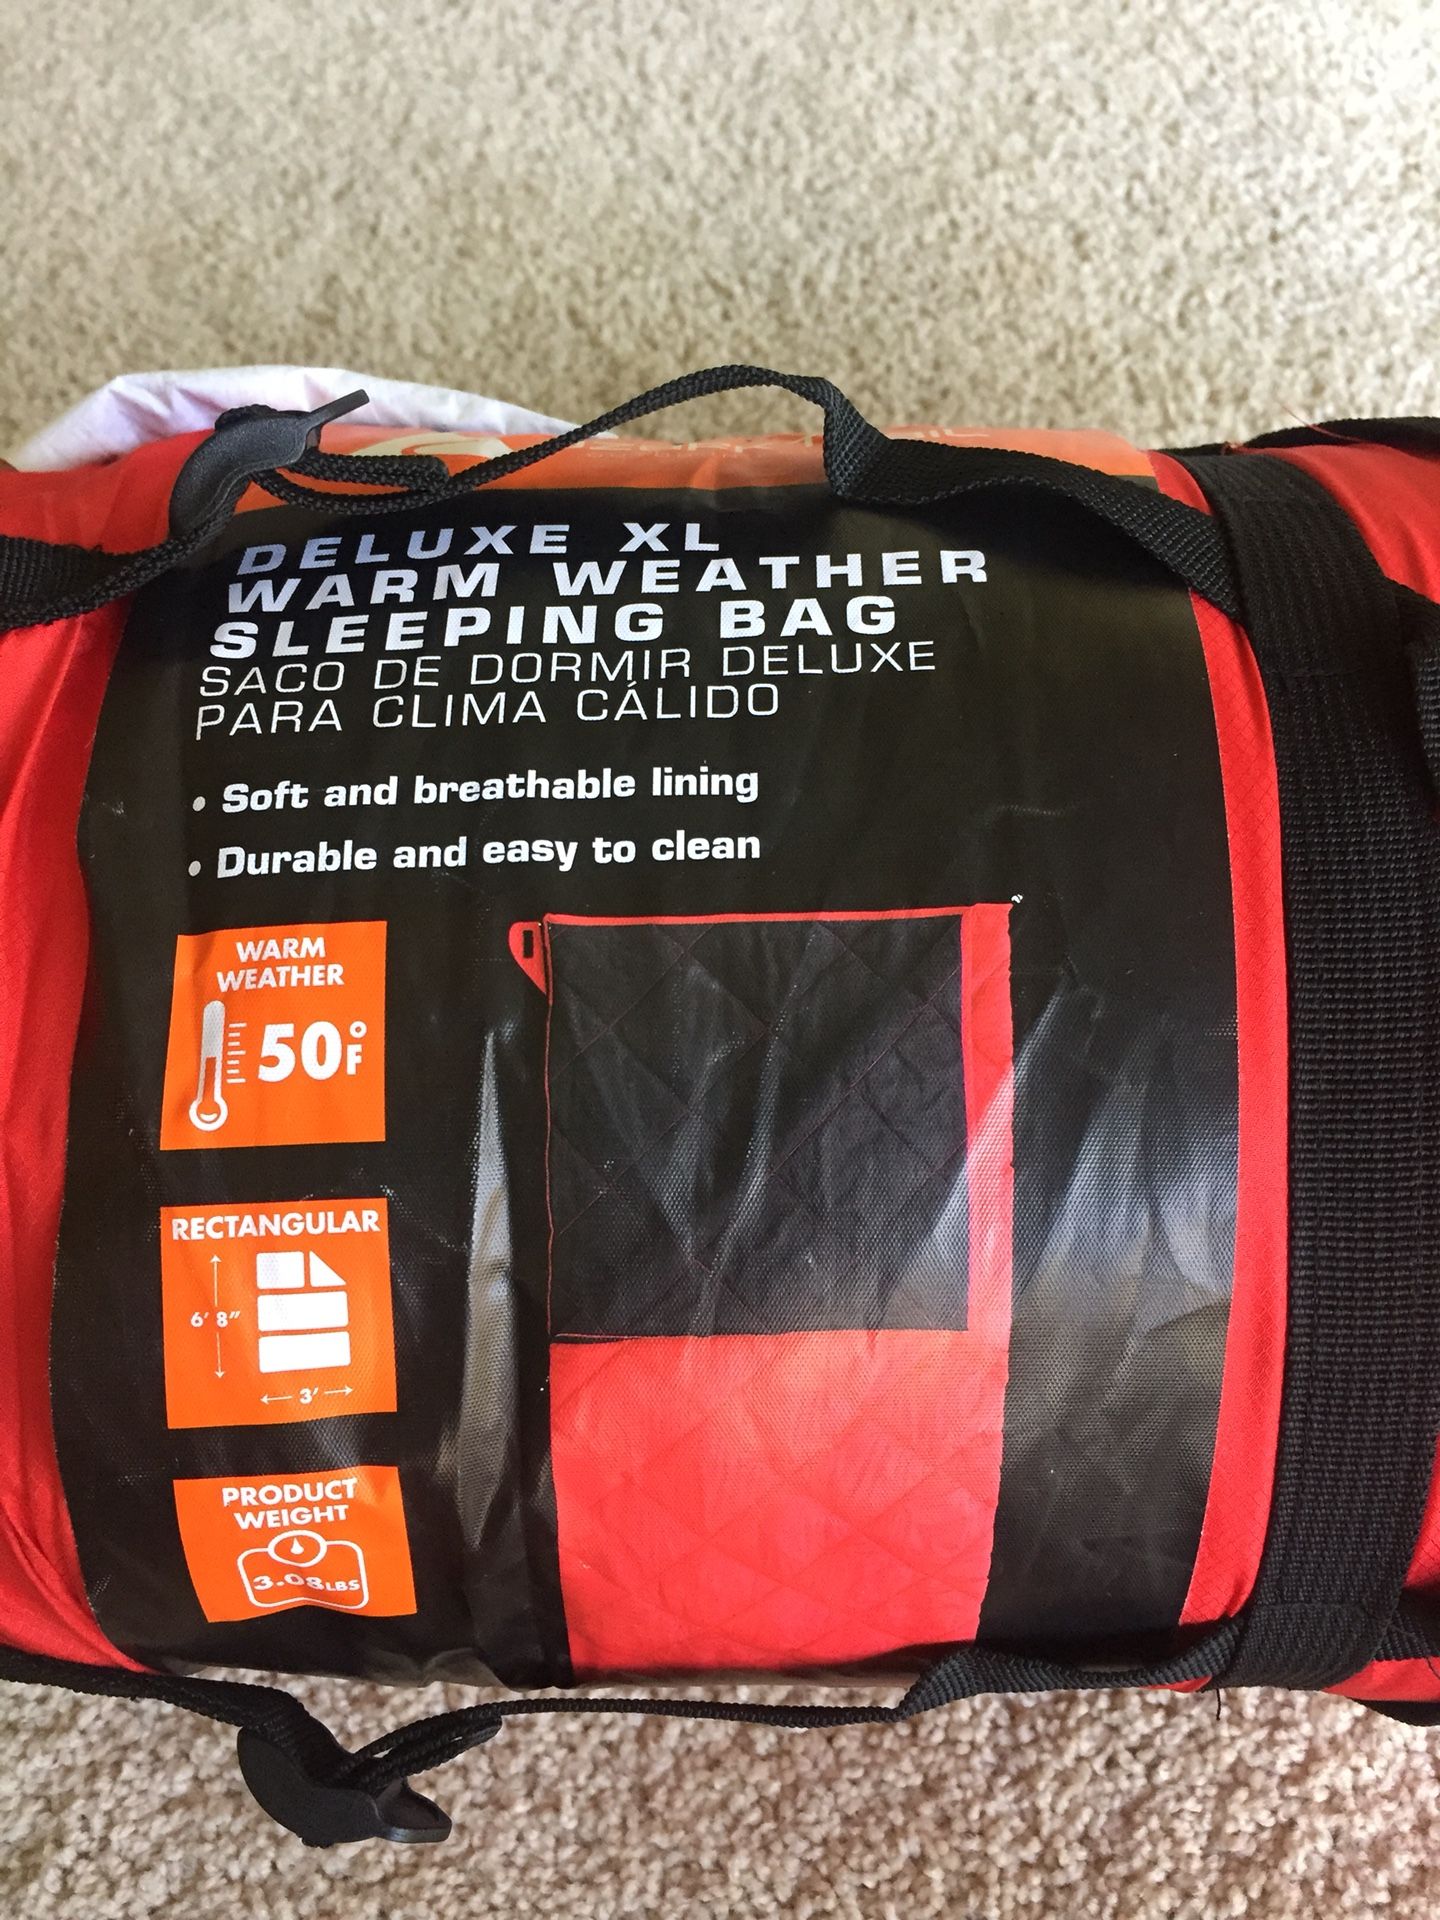 DELUXE XL
WARM WEATHER
SLEEPING BAG
SACO DE DORMIR DELUXE
PARA CLIMA CÁLIDO
• Soft and breathable lining
• Durable and easy to clean
WARM
WEATHER
50°F
RECTANGULAR
6' 8"
3'
PRODUCT
WEIGHT
3.08LBS